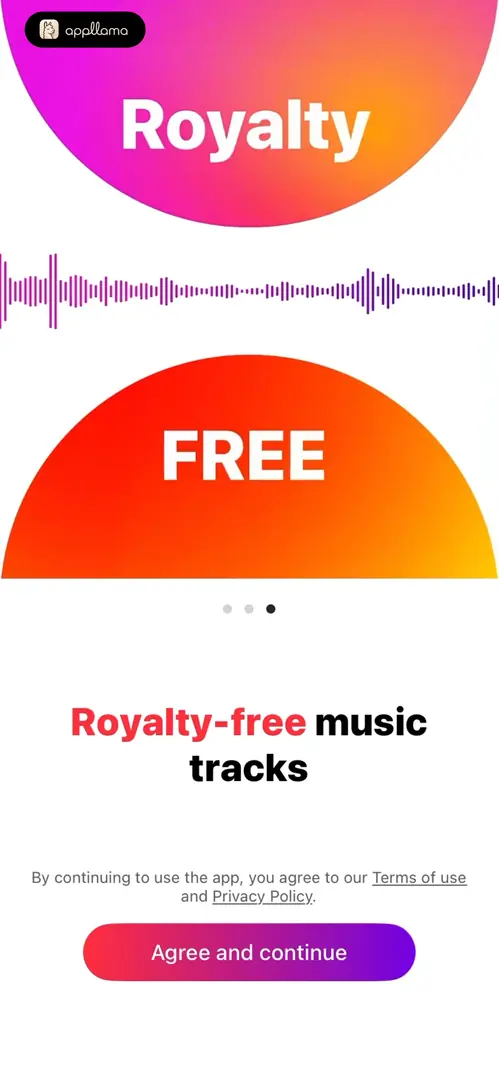 appllama
Royalty
FREE
Royalty-free music
tracks
By continuing to use the app, you agree to our Terms of use
and Privacy Policy.
Agree and continue